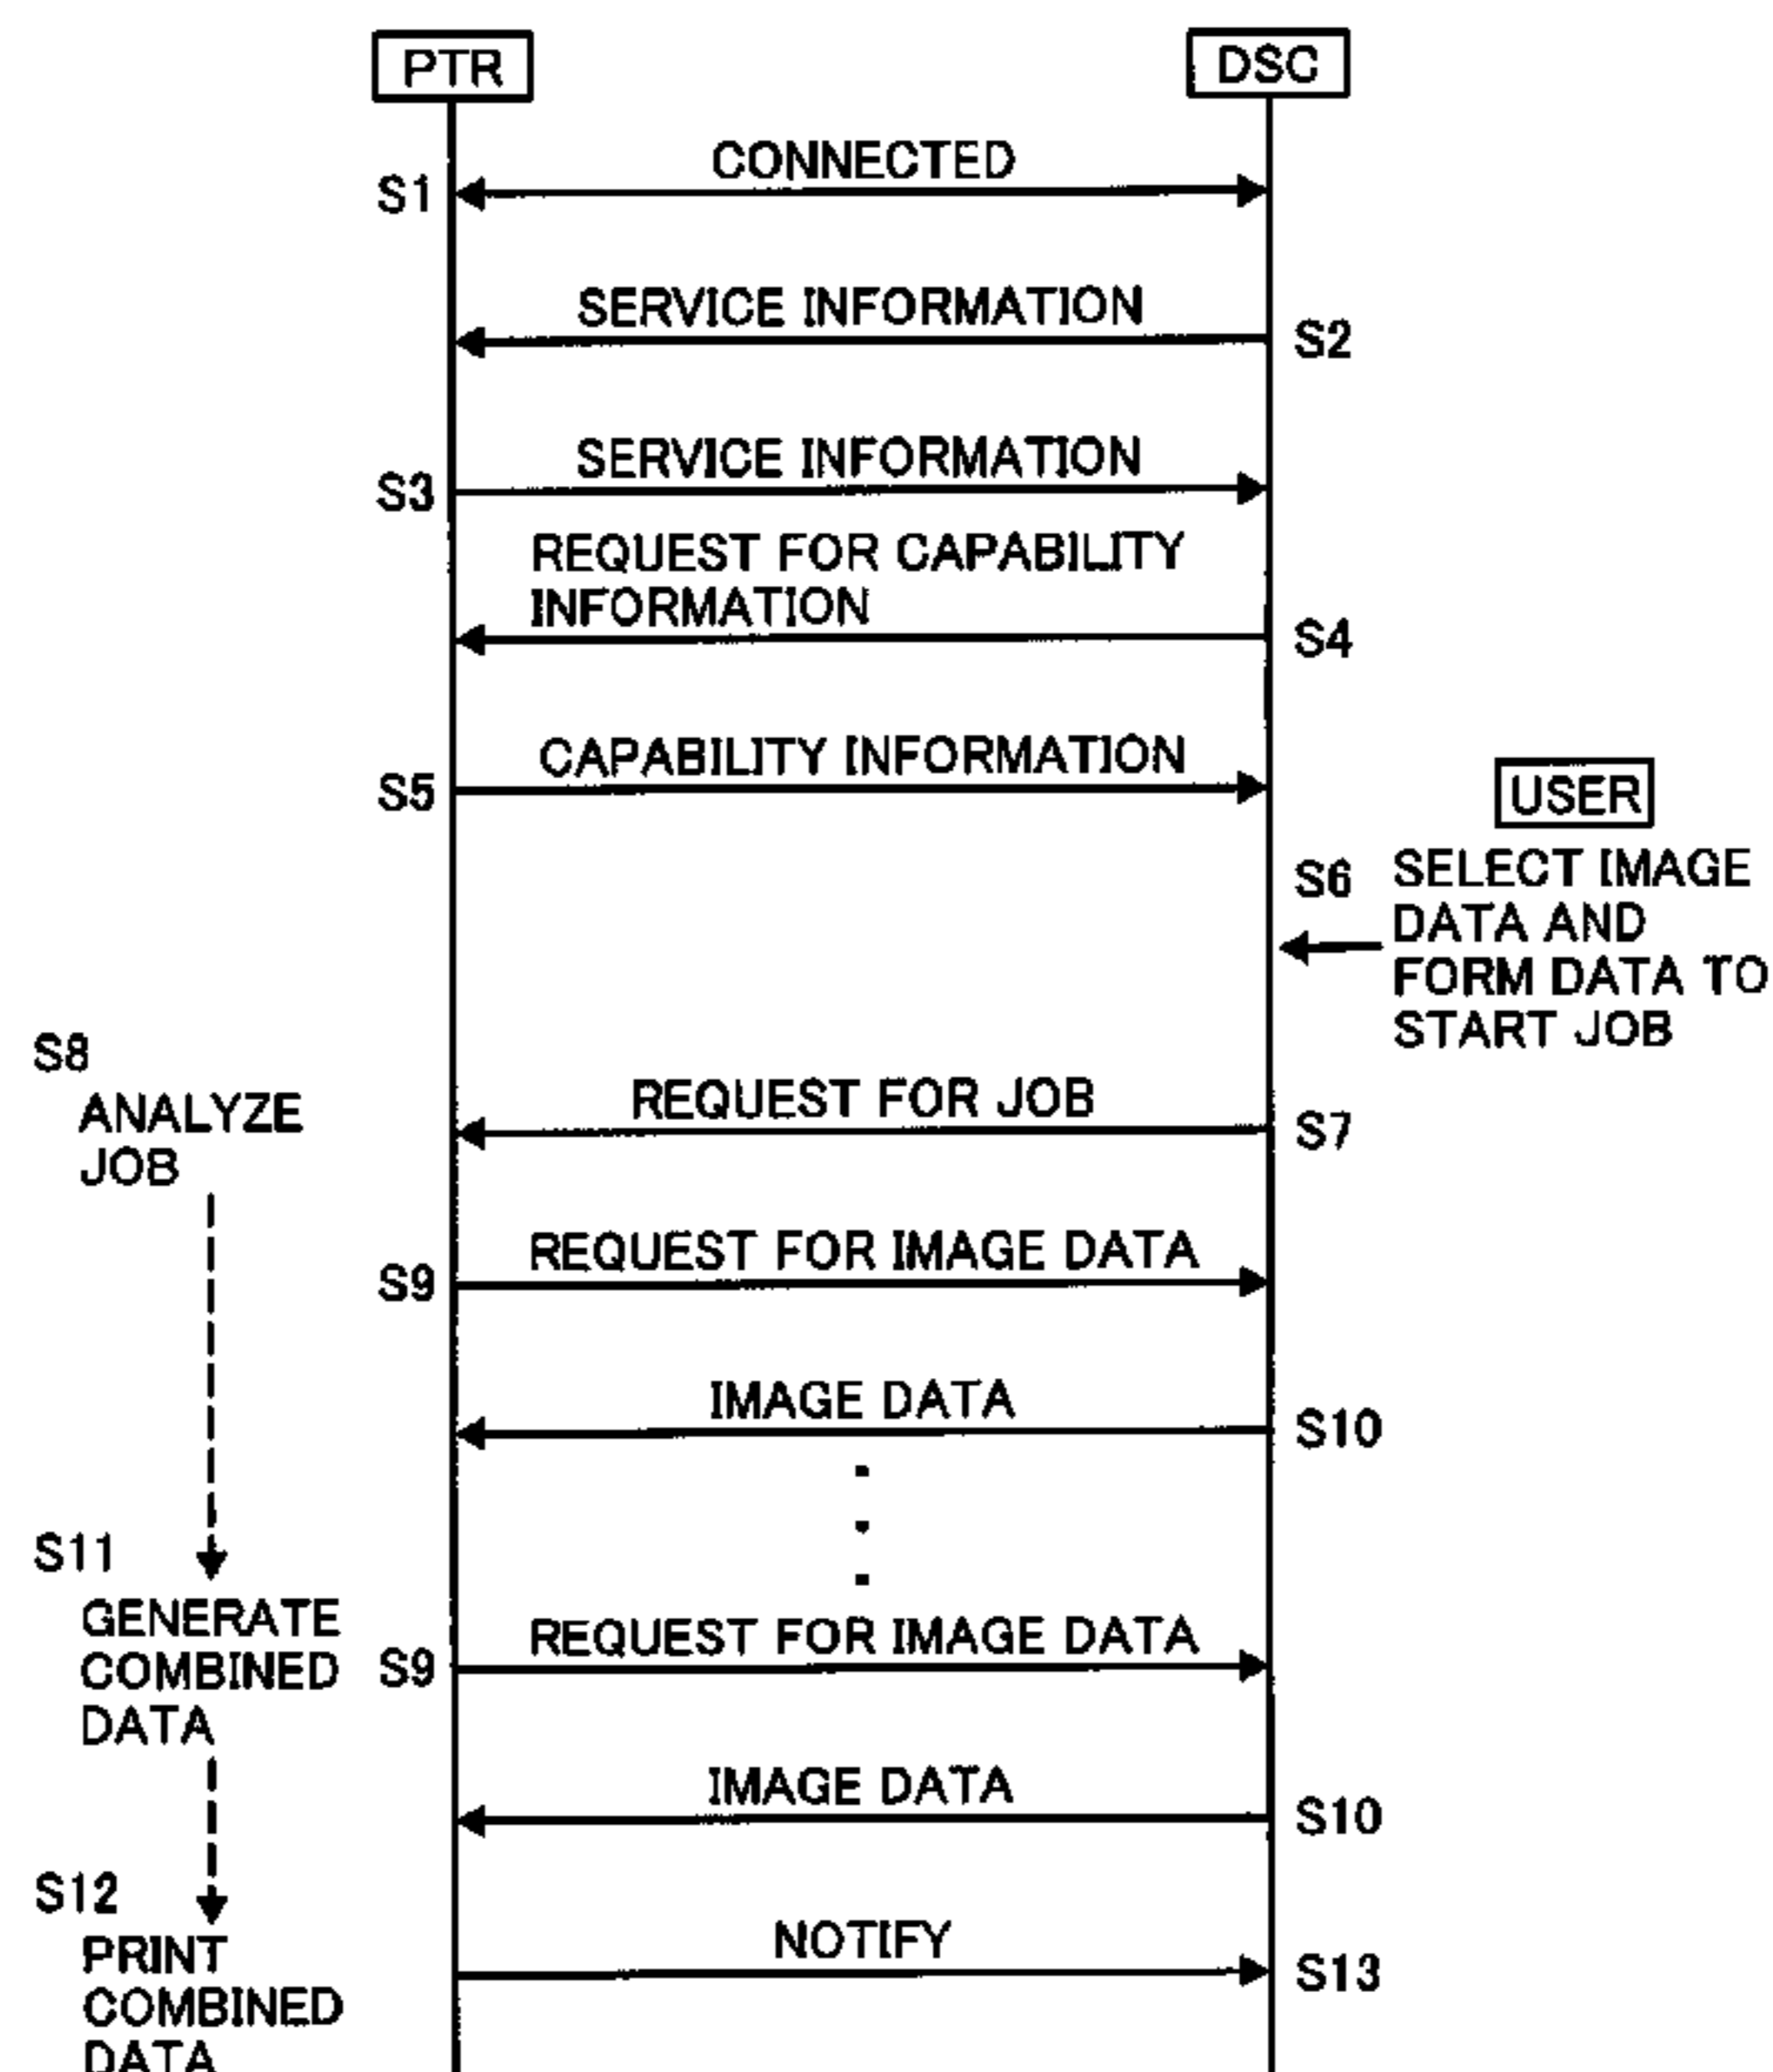 PTR
DSC
CONNECTED
S1
SERVICE INFORMATION
S2
SERVICE INFORMATION
S3
REQUEST FOR CAPABILITY
INFORMATION
S4
CAPABILITY INFORMATION
S5
USER
S6
SELECT IMAGE
DATA AND
FORM DATA TO
START JOB
S8
ANALYZE
JOB
REQUEST FOR JOB
S7
REQUEST FOR IMAGE DATA
S9
IMAGE DATA
S10
S11
GENERATE
COMBINED
DATA
REQUEST FOR IMAGE DATA
S9
IMAGE DATA
S10
S12
PRINT
COMBINED
DATA
NOTIFY
S13